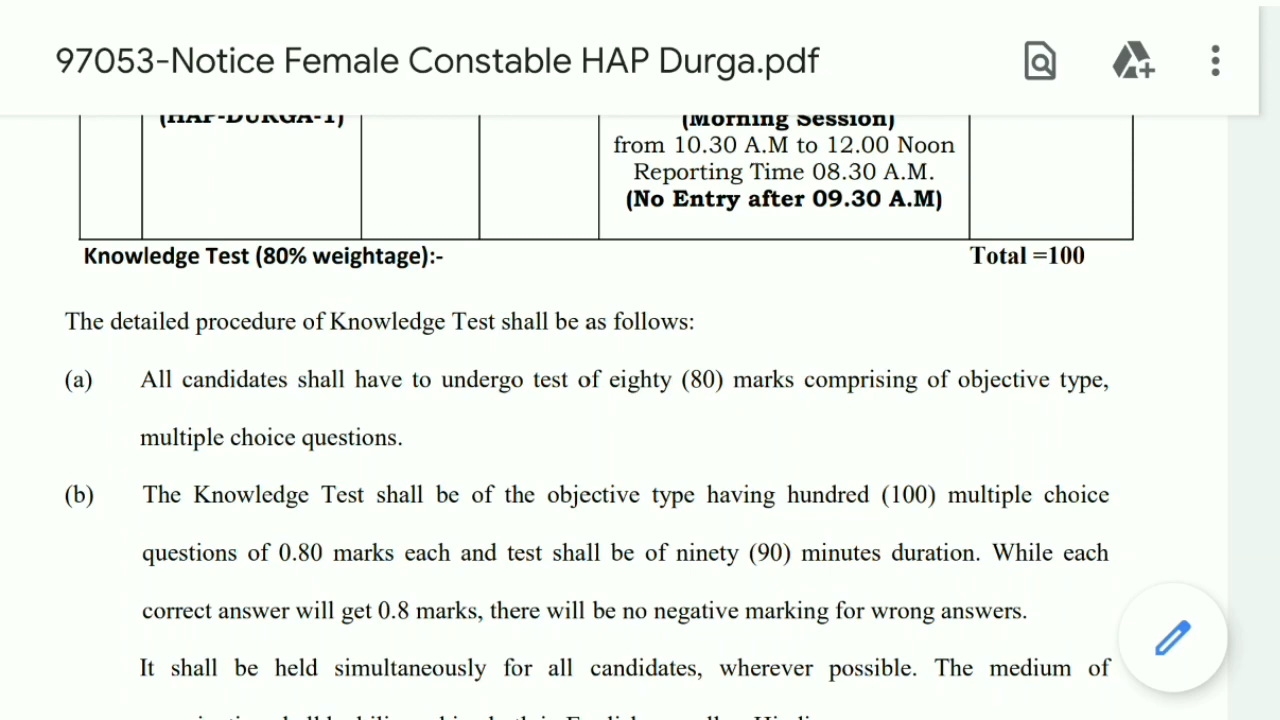 97053-Notice Female Constable HAP Durga.pdf
(HAP-DURGA-1)
(Morning Session)
from 10.30 A.M to 12.00 Noon
Reporting Time 08.30 A.M.
(No Entry after 09.30 A.M)
Knowledge Test (80% weightage):- Total =100
The detailed procedure of Knowledge Test shall be as follows:
(a) All candidates shall have to undergo test of eighty (80) marks comprising of objective type,
multiple choice questions.
(b) The Knowledge Test shall be of the objective type having hundred (100) multiple choice
questions of 0.80 marks each and test shall be of ninety (90) minutes duration. While each
correct answer will get 0.8 marks, there will be no negative marking for wrong answers.
It shall be held simultaneously for all candidates, wherever possible. The medium of